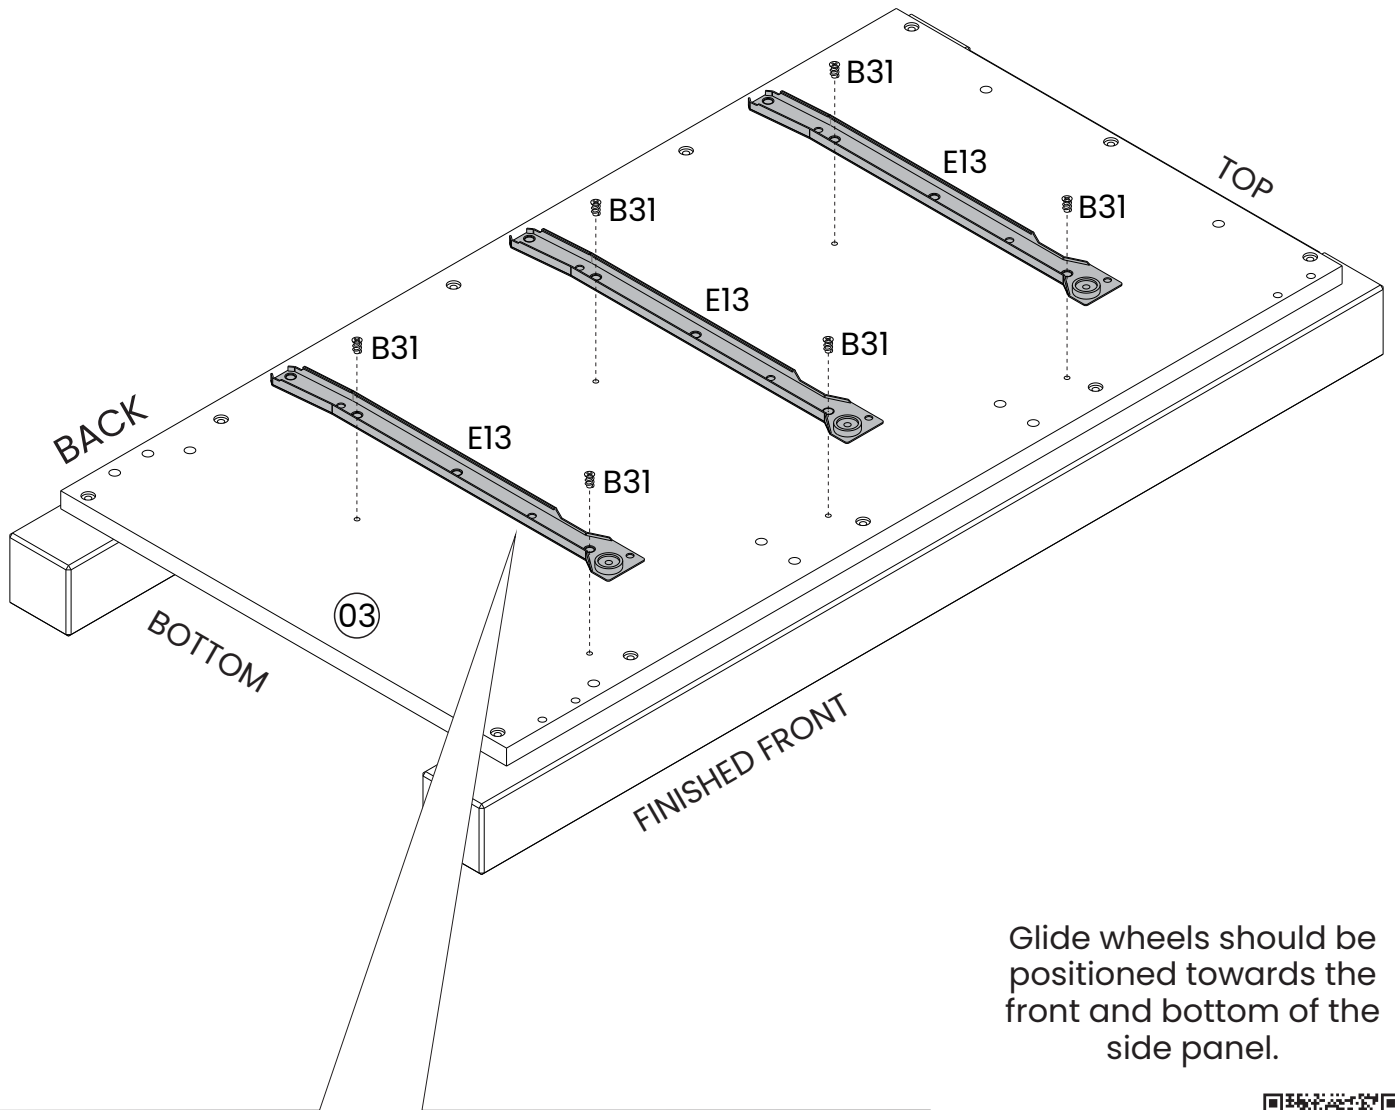 B31
E13
TOP
B31
B31
E13
B31
B31
BACK
E13
B31
03
BOTTOM
FINISHED FRONT
Glide wheels should be
positioned towards the
front and bottom of the
side panel.